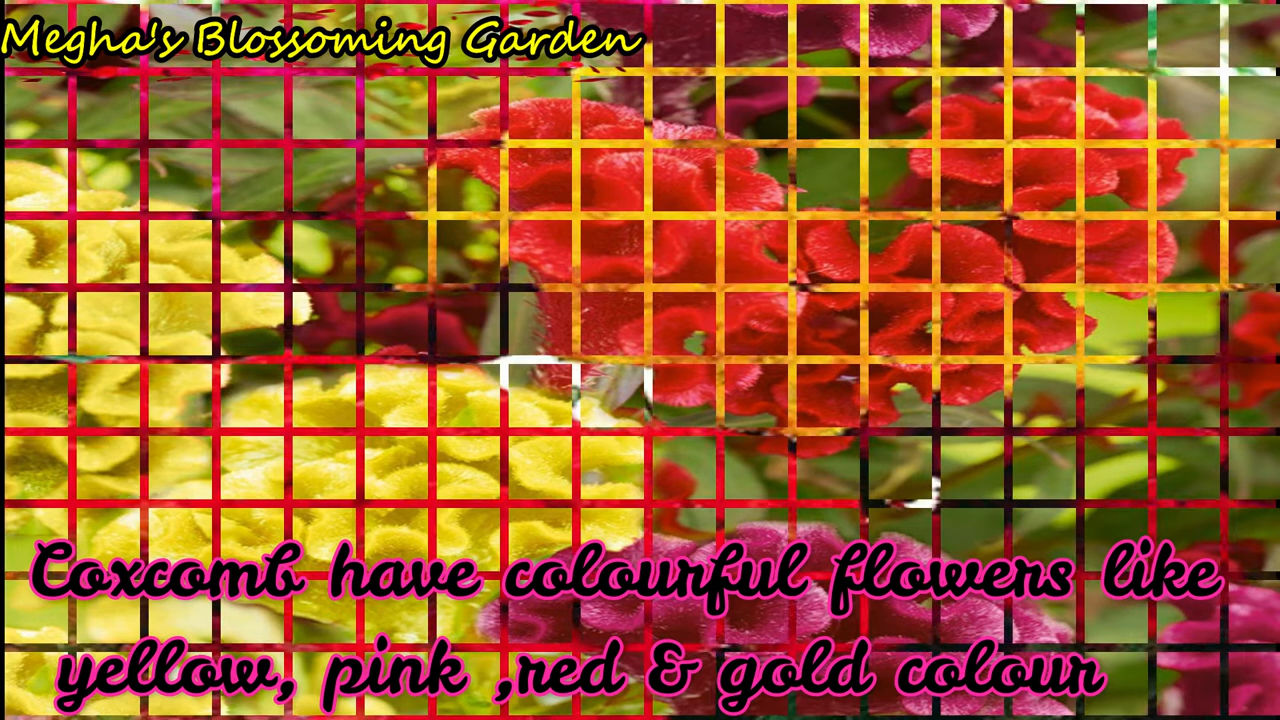 Megha's Blossoming Garden
Coxcomb have colourful flowers like
yellow, pink ,red & gold colour